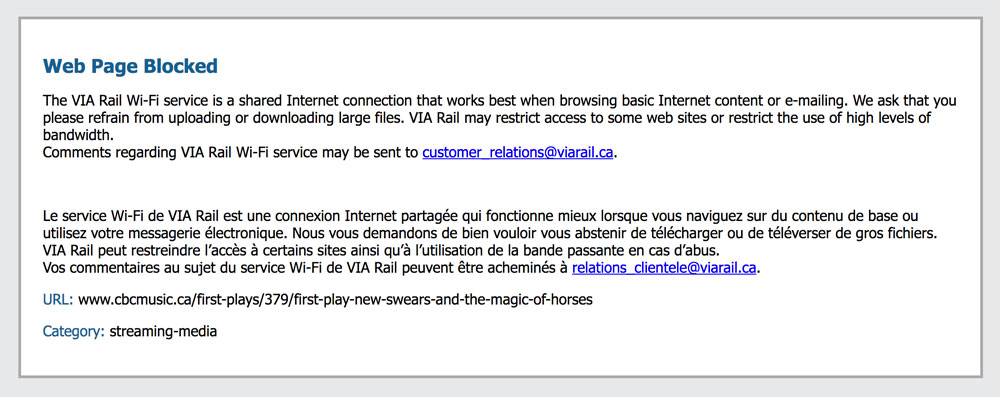 Web Page Blocked
The VIA Rail Wi-Fi service is a shared Internet connection that works best when browsing basic Internet content or e-mailing. We ask that you
please refrain from uploading or downloading large files. VIA Rail may restrict access to some web sites or restrict the use of high levels of
bandwidth.
Comments regarding VIA Rail Wi-Fi service may be sent to customer_relations@viarail.ca.
Le service Wi-Fi de VIA Rail est une connexion Internet partagée qui fonctionne mieux lorsque vous naviguez sur du contenu de base ou
utilisez votre messagerie électronique. Nous vous demandons de bien vouloir vous abstenir de télécharger ou de téléverser de gros fichiers.
VIA Rail peut restreindre l’accès à certains sites ainsi qu’à l’utilisation de la bande passante en cas d’abus.
Vos commentaires au sujet du service Wi-Fi de VIA Rail peuvent être acheminés à relations_clientele@viarail.ca.
URL: www.cbcmusic.ca/first-plays/379/first-play-new-swears-and-the-magic-of-horses
Category: streaming-media